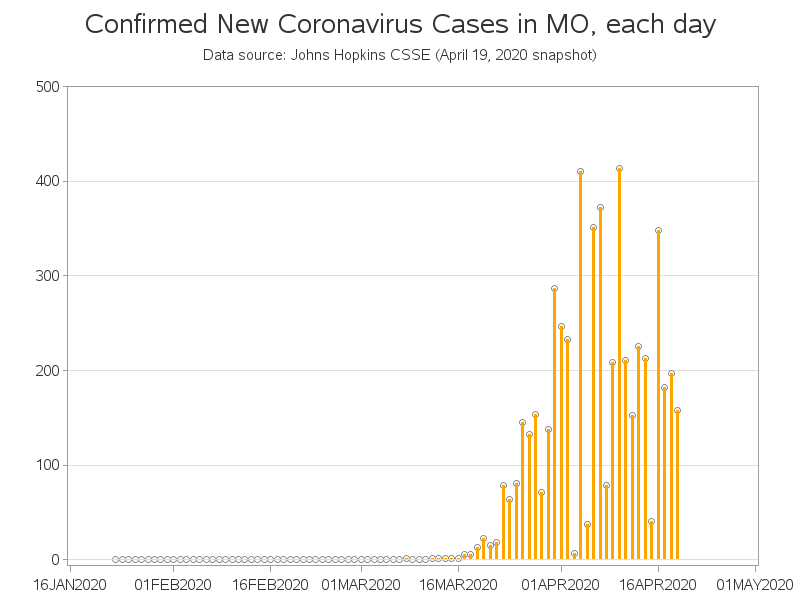 Confirmed New Coronavirus Cases in MO, each day
Data source: Johns Hopkins CSSE (April 19, 2020 snapshot)
500
400
300
200
100
0
16JAN2020 01FEB2020 16FEB2020 01MAR2020 16MAR2020 01APR2020 16APR2020 01MAY2020